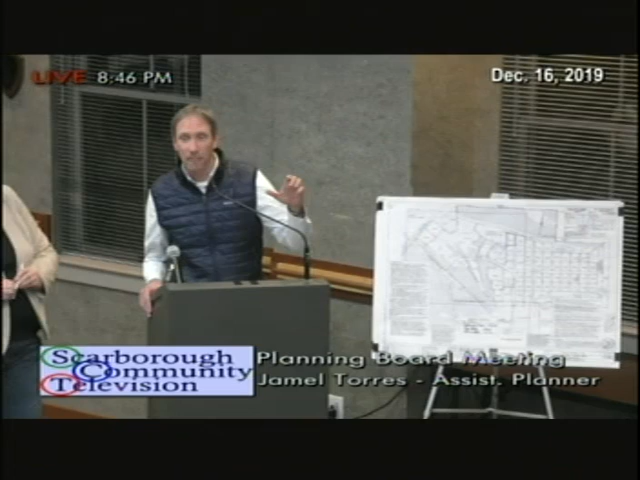 LIVE 8:46 PM
Dec. 16, 2019
Scarborough
Community
Television
Planning Board Meeting
Jamel Torres - Assist. Planner